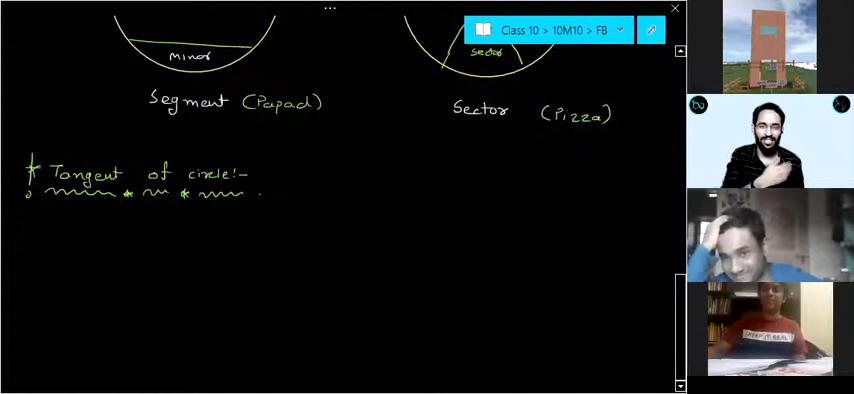 Class 10 > 10M10 > FB
minor
sector
Segment (Papad)
Sector (Pizza)
* Tangent of circle:-